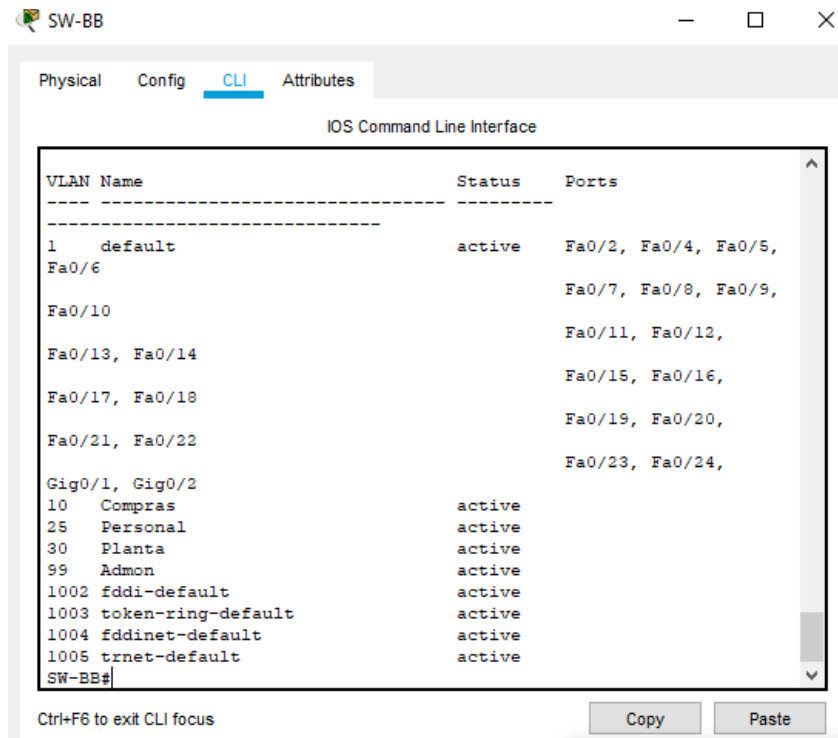 SW-BB
Physical Config CLI Attributes
IOS Command Line Interface
VLAN Name                             Status    Ports
---- -------------------------------- ---------
-------------------------------
1    default                          active    Fa0/2, Fa0/4, Fa0/5,
Fa0/6
                                                Fa0/7, Fa0/8, Fa0/9,
Fa0/10
                                                Fa0/11, Fa0/12,
Fa0/13, Fa0/14
                                                Fa0/15, Fa0/16,
Fa0/17, Fa0/18
                                                Fa0/19, Fa0/20,
Fa0/21, Fa0/22
                                                Fa0/23, Fa0/24,
Gig0/1, Gig0/2
10   Compras                          active
25   Personal                         active
30   Planta                           active
99   Admon                            active
1002 fddi-default                     active
1003 token-ring-default               active
1004 fddinet-default                  active
1005 trnet-default                    active
SW-BB#
Ctrl+F6 to exit CLI focus Copy Paste